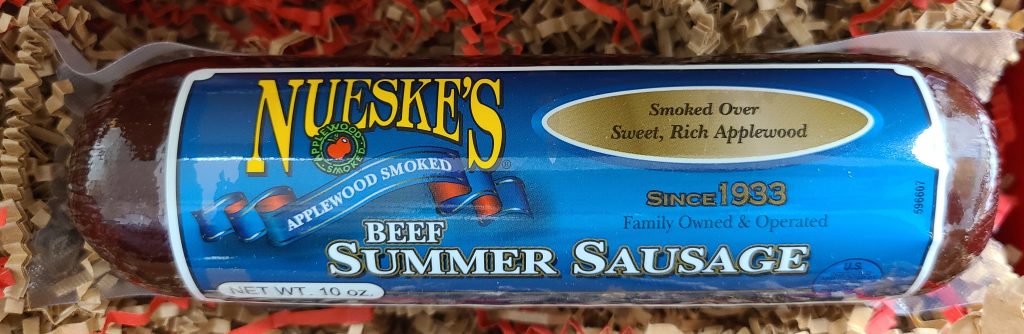 NUESKE'S
®
APPLEWOOD
SMOKED
APPLEWOOD SMOKED
BEEF
SUMMER SAUSAGE
NET WT. 10 oz.
Smoked Over
Sweet, Rich Applewood
SINCE 1933
Family Owned & Operated
596607
U.S.